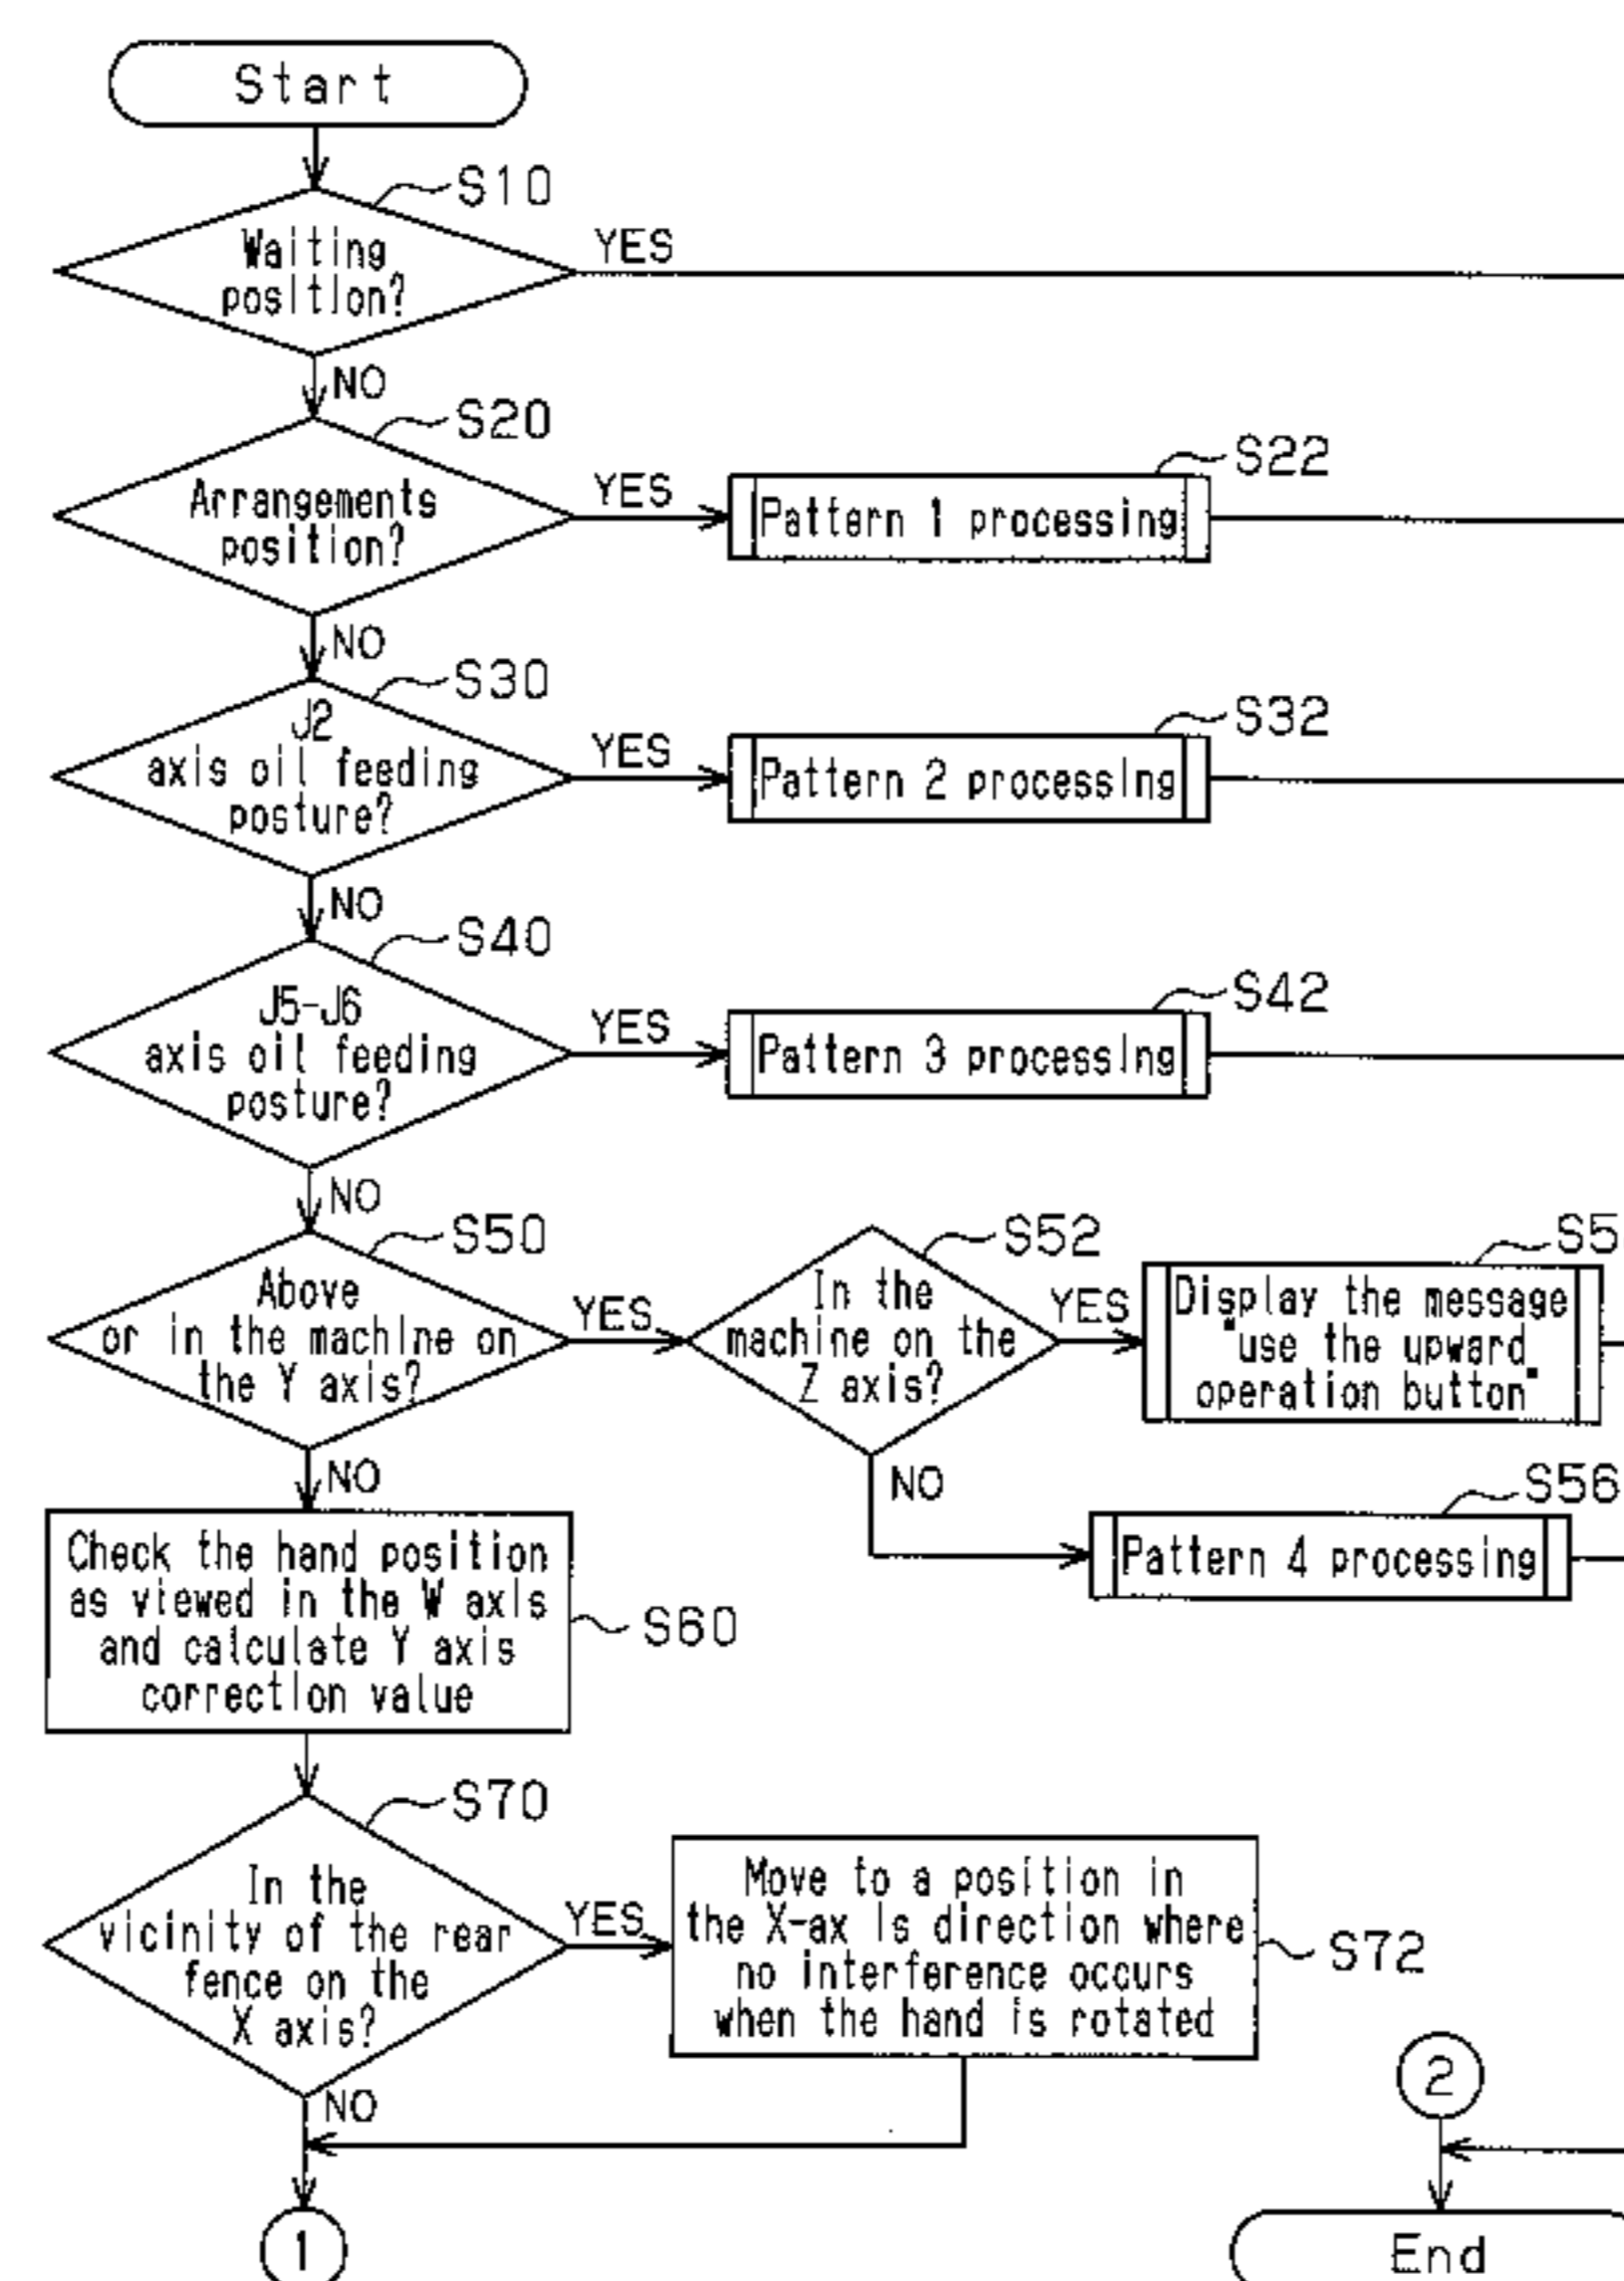 Start
S10
Waiting
position?
YES
NO
S20
Arrangements
position?
YES
S22
Pattern 1 processing
NO
S30
J2
axis oil feeding
posture?
YES
S32
Pattern 2 processing
NO
S40
J5-J6
axis oil feeding
posture?
YES
S42
Pattern 3 processing
NO
S50
Above
or in the machine on
the Y axis?
YES
S52
In the
machine on the
Z axis?
YES
S5
Display the message
"use the upward
operation button"
NO
S56
Pattern 4 processing
NO
Check the hand position
as viewed in the W axis
and calculate Y axis
correction value
S60
S70
In the
vicinity of the rear
fence on the
X axis?
YES
Move to a position in
the X-ax is direction where
no interference occurs
when the hand is rotated
S72
NO
1
2
End